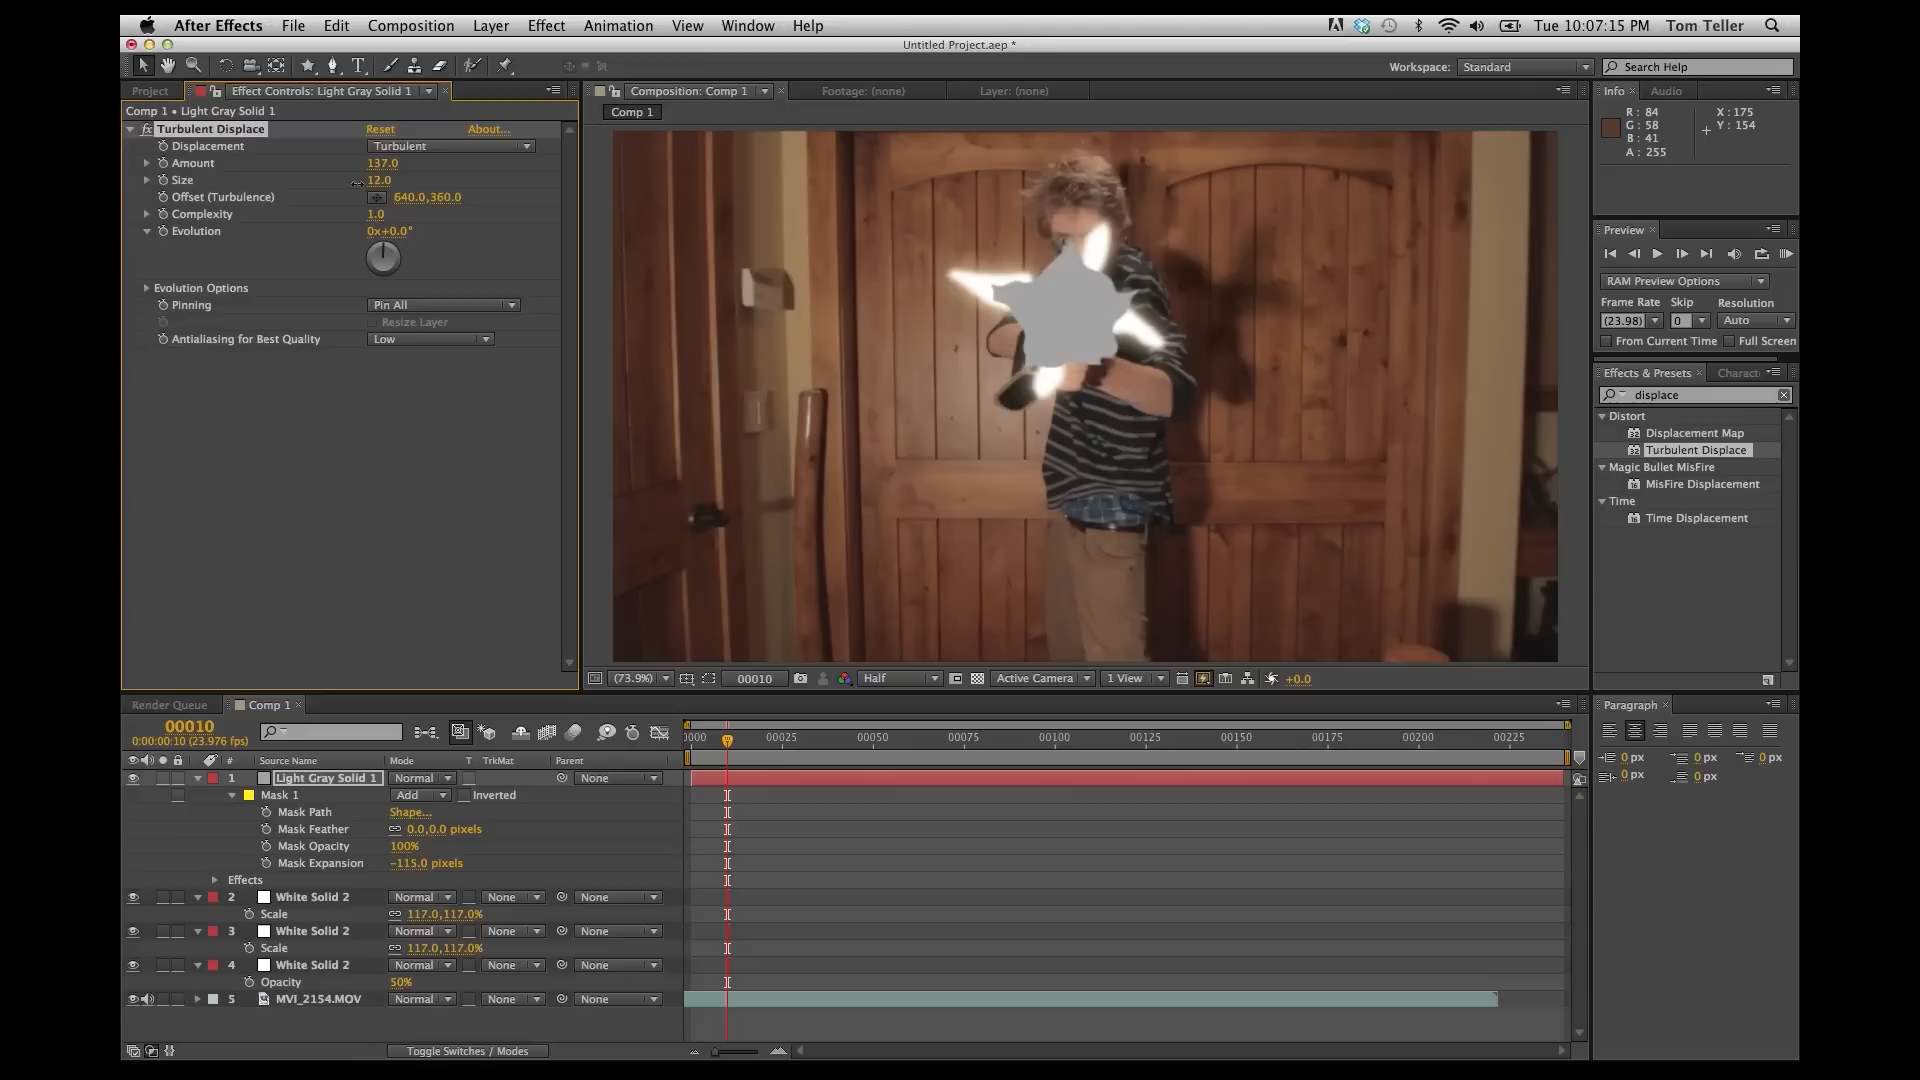 After Effects File Edit Composition Layer Effect Animation View Window Help Tue 10:07:15 PM Tom Teller
Untitled Project.aep *
Workspace: Standard Search Help
Project Effect Controls: Light Gray Solid 1 Composition: Comp 1 Footage: (none) Layer: (none) Info Audio
Comp 1 • Light Gray Solid 1
Comp 1
fx Turbulent Displace Reset About...
Displacement Turbulent
Amount 137.0
Size 12.0
Offset (Turbulence) 640.0,360.0
Complexity 1.0
Evolution 0x+0.0°
Evolution Options
Pinning Pin All
Resize Layer
Antialiasing for Best Quality Low
R: 84 X: 175
G: 58 Y: 154
B: 41
A: 255
Preview
RAM Preview Options
Frame Rate Skip Resolution
(23.98) 0 Auto
From Current Time Full Screen
Effects & Presets Charact
displace
Distort
Displacement Map
Turbulent Displace
Magic Bullet MisFire
MisFire Displacement
Time
Time Displacement
(73.9%) 00010 Half Active Camera 1 View +0.0
Render Queue Comp 1
00010
0:00:00:10 (23.976 fps)
0000 00025 00050 00075 00100 00125 00150 00175 00200 00225
# Source Name Mode T TrkMat Parent
1 Light Gray Solid 1 Normal None
Mask 1 Add Inverted
Mask Path Shape...
Mask Feather 0.0,0.0 pixels
Mask Opacity 100%
Mask Expansion -115.0 pixels
Effects
2 White Solid 2 Normal None None
Scale 117.0,117.0%
3 White Solid 2 Normal None None
Scale 117.0,117.0%
4 White Solid 2 Normal None None
Opacity 50%
5 MVI_2154.MOV Normal None None
Toggle Switches / Modes
Paragraph
0 px 0 px 0 px
0 px 0 px